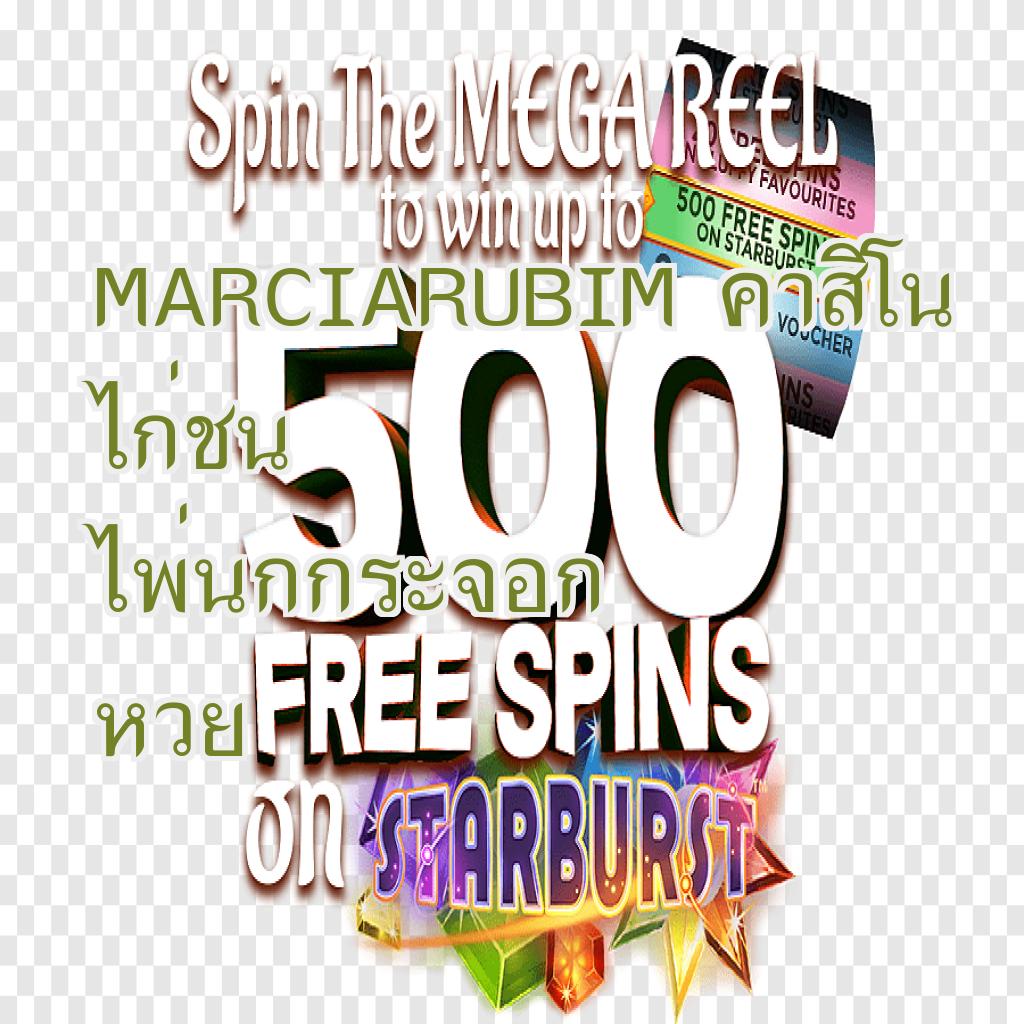 Spin The MEGA REEL
to win up to
500 FREE SPINS
ON STARBURST
VOUCHER
MARCIARUBIM คาสิโน
ไก่ชน
ไพ่นกกระจอก
หวย
500
FREE SPINS
on STARBURST™